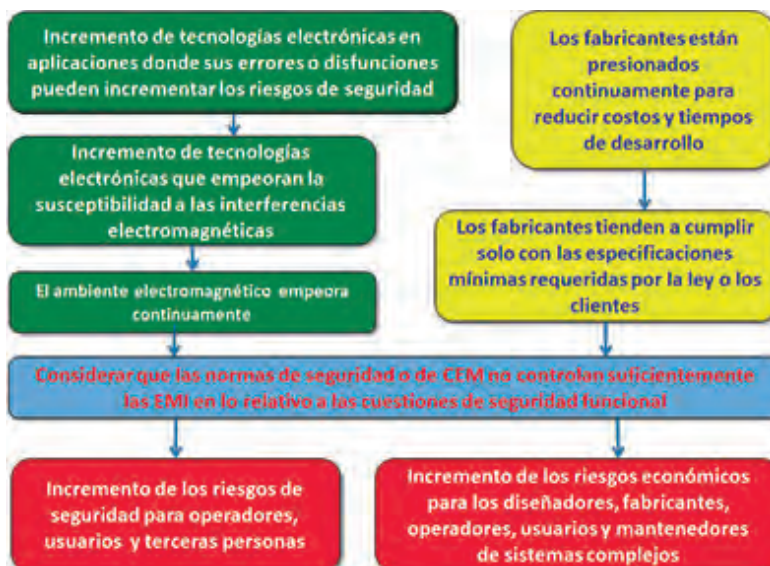 Incremento de tecnologías electrónicas en
aplicaciones donde sus errores o disfunciones
pueden incrementar los riesgos de seguridad
Incremento de tecnologías
electrónicas que empeoran la
susceptibilidad a las interferencias
electromagnéticas
El ambiente electromagnético empeora
continuamente
Los fabricantes están
presionados
continuamente para
reducir costos y tiempos
de desarrollo
Los fabricantes tienden a cumplir
solo con las especificaciones
mínimas requeridas por la ley o los
clientes
Considerar que las normas de seguridad o de CEM no controlan suficientemente
las EMI en lo relativo a las cuestiones de seguridad funcional
Incremento de los riesgos de
seguridad para operadores,
usuarios y terceras personas
Incremento de los riesgos económicos
para los diseñadores, fabricantes,
operadores, usuarios y mantenedores
de sistemas complejos